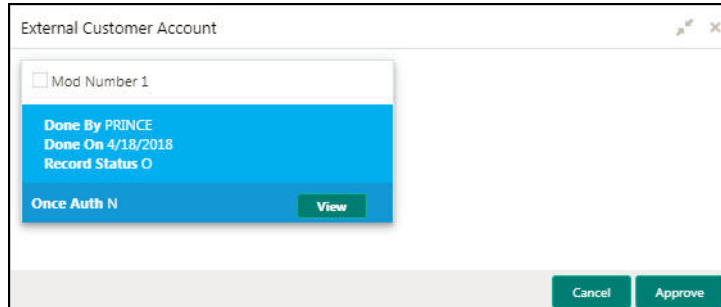 External Customer Account
Mod Number 1
Done By PRINCE
Done On 4/18/2018
Record Status O
Once Auth N
View
Cancel
Approve